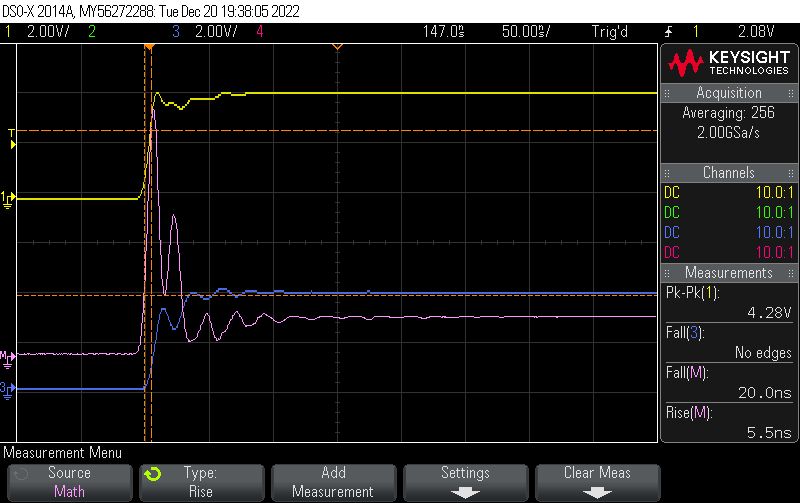 DSO-X 2014A, MY56272288: Tue Dec 20 19:38:05 2022
1 2.00V/ 2 3 2.00V/ 4 147.0s 50.00s/ Trig'd 1 2.08V
KEYSIGHT
TECHNOLOGIES
Acquisition
Averaging: 256
2.00GSa/s
Channels
DC 10.0:1
DC 10.0:1
DC 10.0:1
DC 10.0:1
Measurements
Pk-Pk(1):
4.28V
Fall(3):
No edges
Fall(M):
20.0ns
Rise(M):
5.5ns
T
1
M
3
Measurement Menu
Source
Math
Type:
Rise
Add
Measurement
Settings
Clear Meas